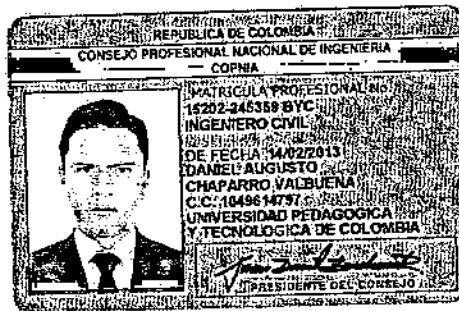 REPUBLICA DE COLOMBIA
CONSEJO PROFESIONAL NACIONAL DE INGENIERIA
COPNIA
MATRICULA PROFESIONAL No.
15202-245359 BYC
INGENIERO CIVIL
DE FECHA 14/02/2013
DANIEL AUGUSTO
CHAPARRO VALBUENA
C.C. 1049614797
UNIVERSIDAD PEDAGOGICA
Y TECNOLOGICA DE COLOMBIA
PRESIDENTE DEL CONSEJO